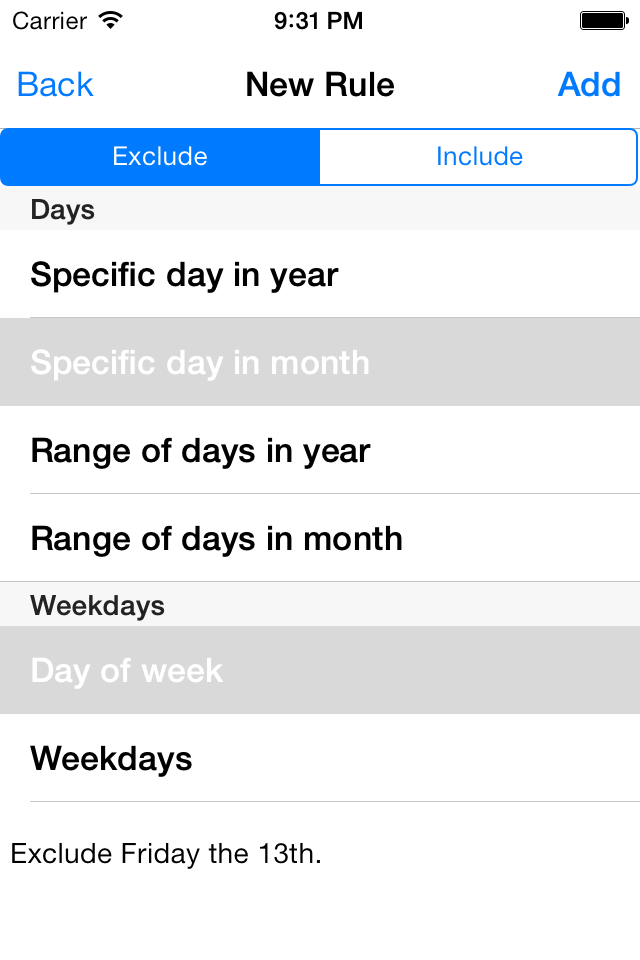 Carrier 9:31 PM
Back New Rule Add
Exclude Include
Days
Specific day in year
Specific day in month
Range of days in year
Range of days in month
Weekdays
Day of week
Weekdays
Exclude Friday the 13th.